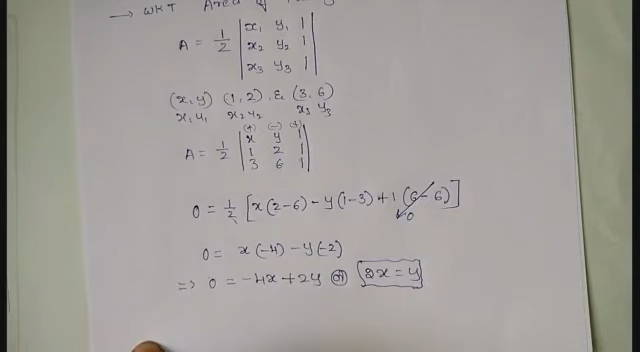 → WKT Area of
A = 1/2 | x₁ y₁ 1 |
| x₂ y₂ 1 |
| x₃ y₃ 1 |
(x, y) (1, 2) & (3, 6)
x₁ y₁ x₂ y₂ x₃ y₃
(+) (-) (+)
A = 1/2 | x y 1 |
| 1 2 1 |
| 3 6 1 |
0 = 1/2 [x(2-6) - y(1-3) + 1(6-6)]
0
0 = x(-4) - y(-2)
⇒ 0 = -4x + 2y or 2x = y